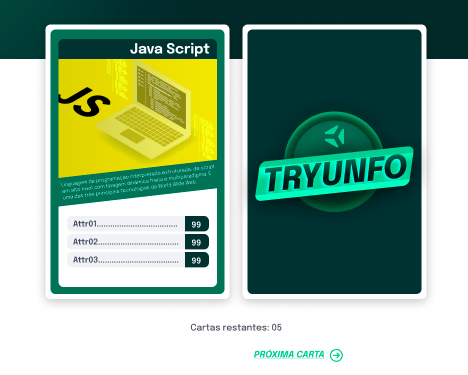 Java Script
JS
Linguagem de programação interpretada estruturada, de script
em alto nível com tipagem dinâmica fraca e multiparadigma. É
uma das três principais tecnologias da World Wide Web
Attr01.................................. 99
Attr02.................................. 99
Attr03.................................. 99
TRYUNFO
Cartas restantes: 05
PRÓXIMA CARTA